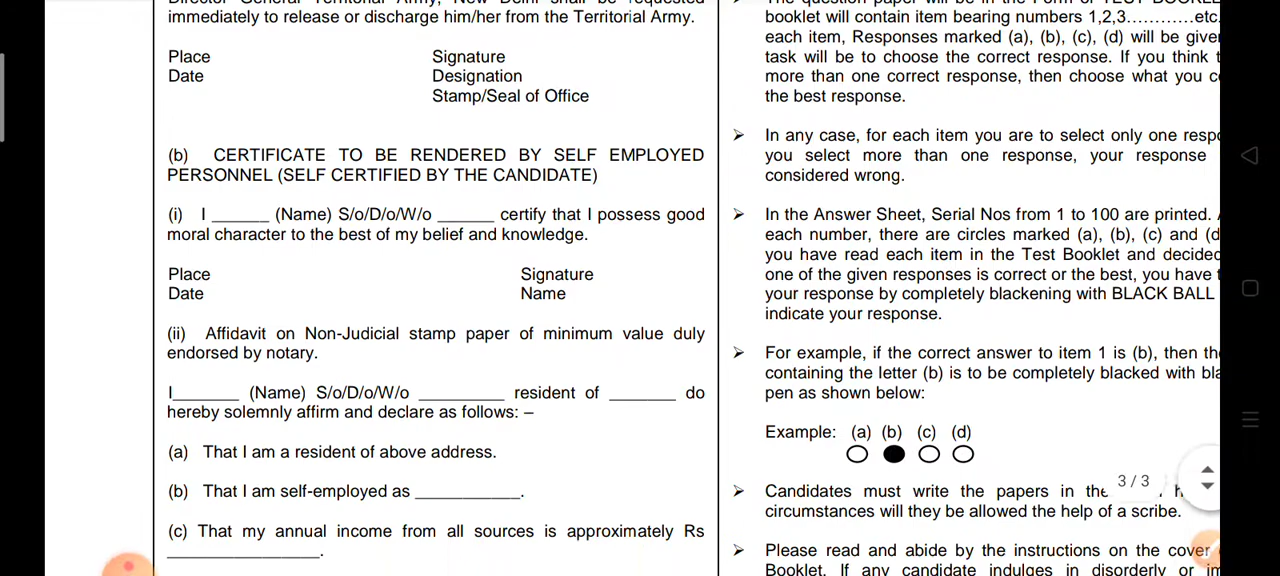 immediately to release or discharge him/her from the Territorial Army.
Place Signature
Date Designation
Stamp/Seal of Office
(b) CERTIFICATE TO BE RENDERED BY SELF EMPLOYED
PERSONNEL (SELF CERTIFIED BY THE CANDIDATE)
(i) I ______ (Name) S/o/D/o/W/o ______ certify that I possess good
moral character to the best of my belief and knowledge.
Place Signature
Date Name
(ii) Affidavit on Non-Judicial stamp paper of minimum value duly
endorsed by notary.
I_______ (Name) S/o/D/o/W/o _________ resident of _______ do
hereby solemnly affirm and declare as follows: –
(a) That I am a resident of above address.
(b) That I am self-employed as ___________.
(c) That my annual income from all sources is approximately Rs
________________.
booklet will contain item bearing numbers 1,2,3…………etc.
each item, Responses marked (a), (b), (c), (d) will be
task will be to choose the correct response. If you think
more than one correct response, then choose what you
the best response.
➢ In any case, for each item you are to select only one
you select more than one response, your response
considered wrong.
➢ In the Answer Sheet, Serial Nos from 1 to 100 are printed.
each number, there are circles marked (a), (b), (c) and
you have read each item in the Test Booklet and
one of the given responses is correct or the best, you have
your response by completely blackening with BLACK BALL
indicate your response.
➢ For example, if the correct answer to item 1 is (b), then
containing the letter (b) is to be completely blacked with
pen as shown below:
Example: (a) (b) (c) (d)
➢ Candidates must write the papers in
circumstances will they be allowed the help of a scribe.
➢ Please read and abide by the instructions on the cover
Booklet. If any candidate indulges in disorderly or
3 / 3